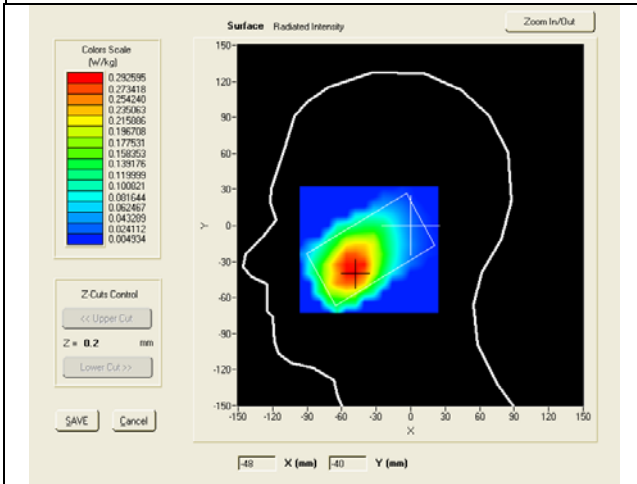 Surface Radiated Intensity
Zoom In/Out
Colors Scale
(W/kg)
0.292595
0.273418
0.254240
0.235063
0.215886
0.196708
0.177531
0.158353
0.139176
0.119999
0.100821
0.081644
0.062467
0.043289
0.024112
0.004934
Z-Cuts Control
<< Upper Cut
Z = 0.2 mm
Lower Cut >>
SAVE Cancel
150
120
90
60
30
0
-30
-60
-90
-120
-150
Y
-150 -120 -90 -60 -30 0 30 60 90 120 150
X
-48 X (mm) -40 Y (mm)